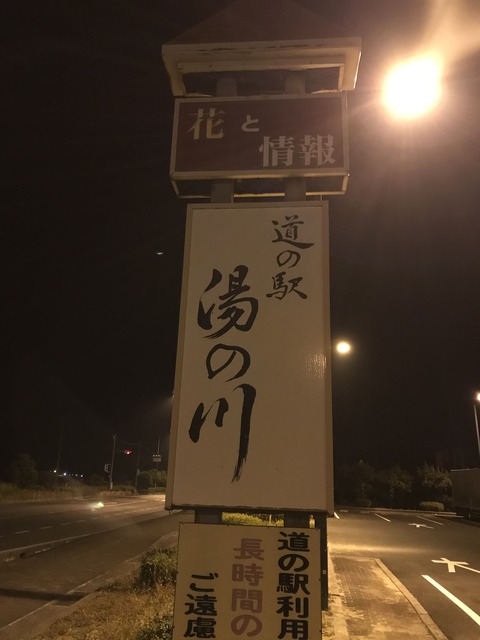 花と
情報
道の駅
湯の川
道の駅利用
長時間の
ご遠慮